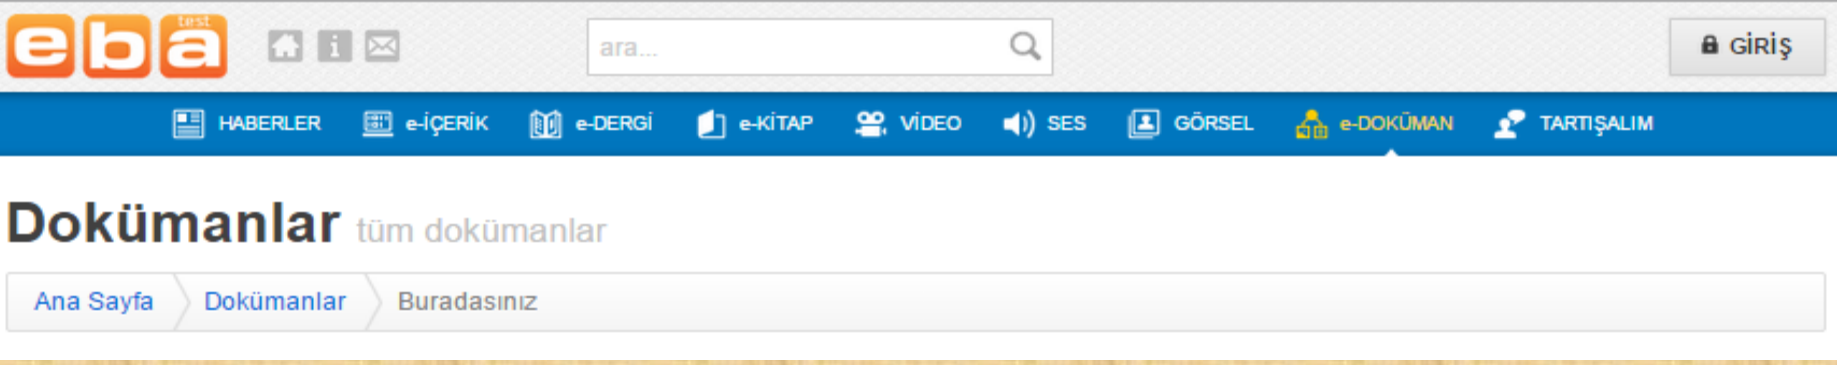 eba test
ara...
GİRİŞ
HABERLER e-İÇERİK e-DERGİ e-KİTAP VİDEO SES GÖRSEL e-DOKÜMAN TARTIŞALIM
Dokümanlar tüm dokümanlar
Ana Sayfa Dokümanlar Buradasınız